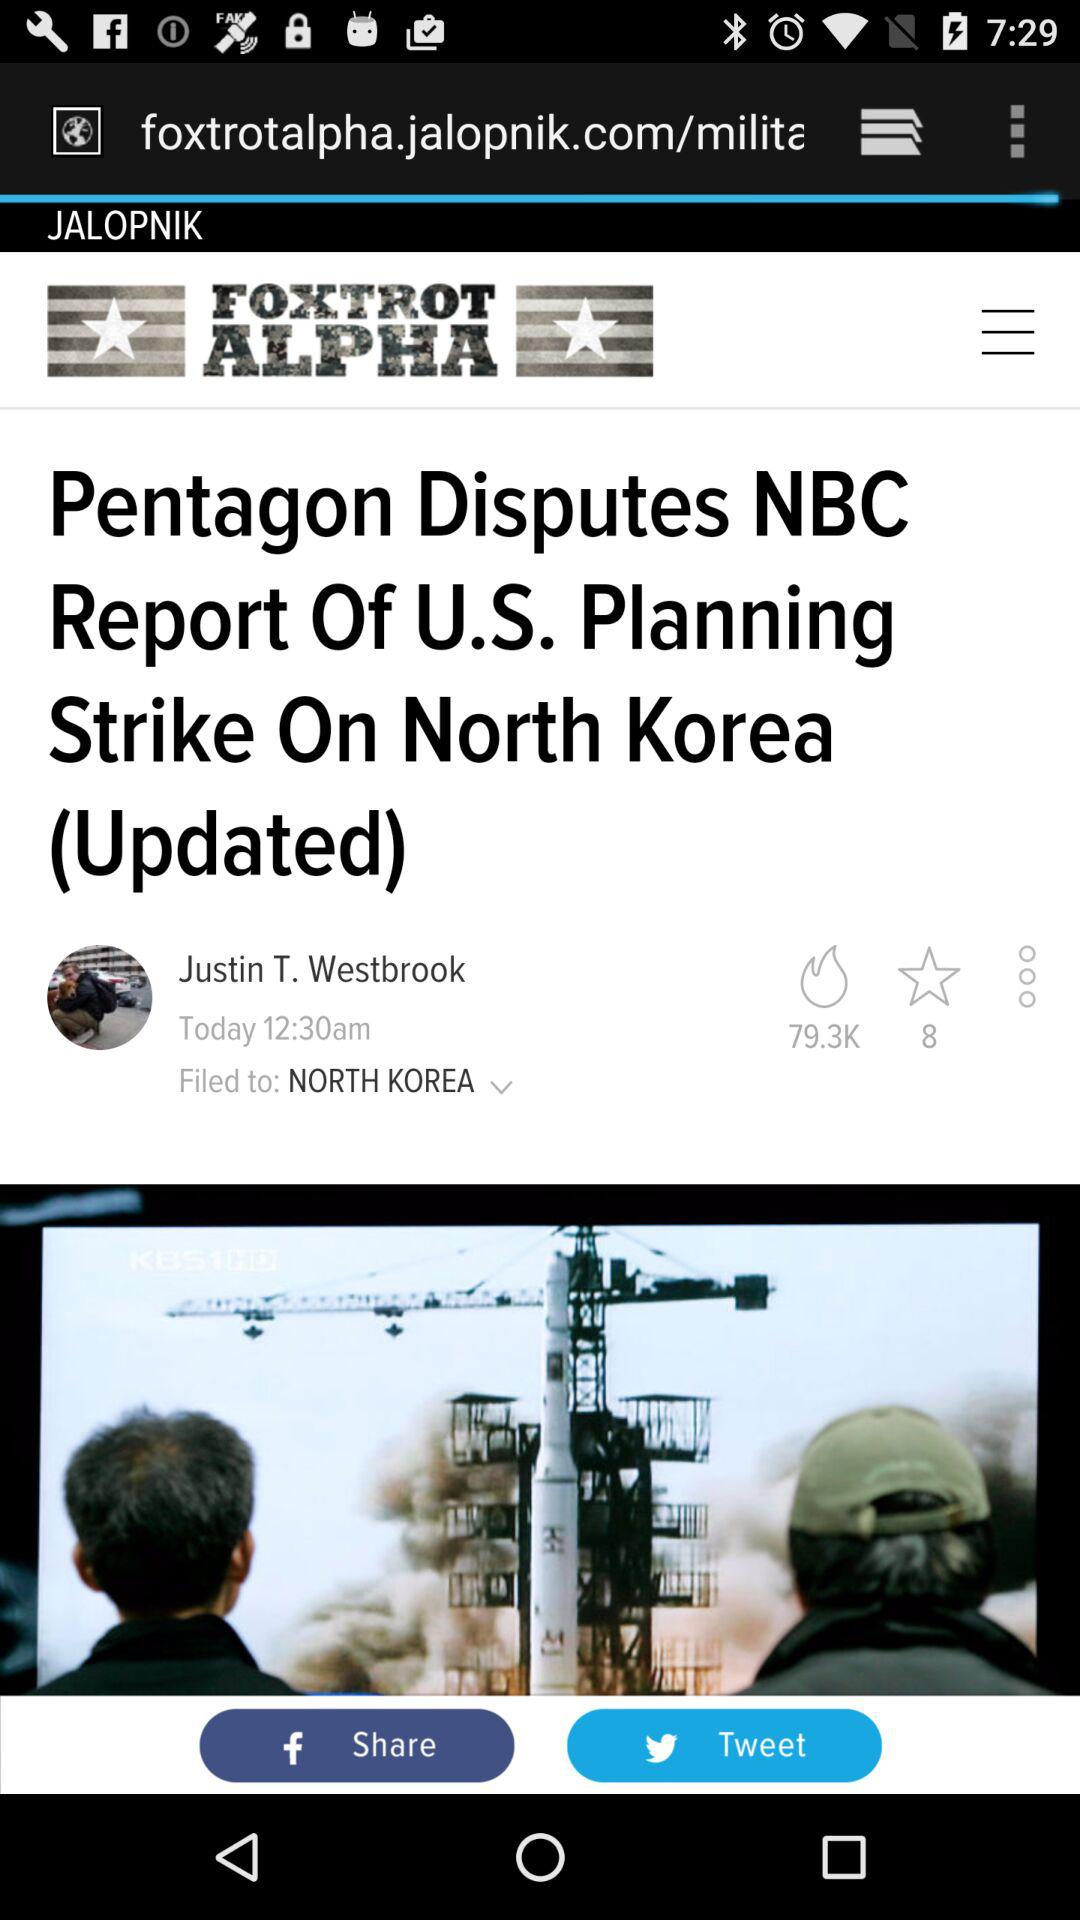 FAKE
7:29
foxtrotalpha.jalopnik.com/milita
JALOPNIK
FOXTROT
ALPHA
Pentagon Disputes NBC
Report Of U.S. Planning
Strike On North Korea
(Updated)
Justin T. Westbrook
Today 12:30am
79.3K
8
Filed to: NORTH KOREA
KBS1HD
Share
Tweet